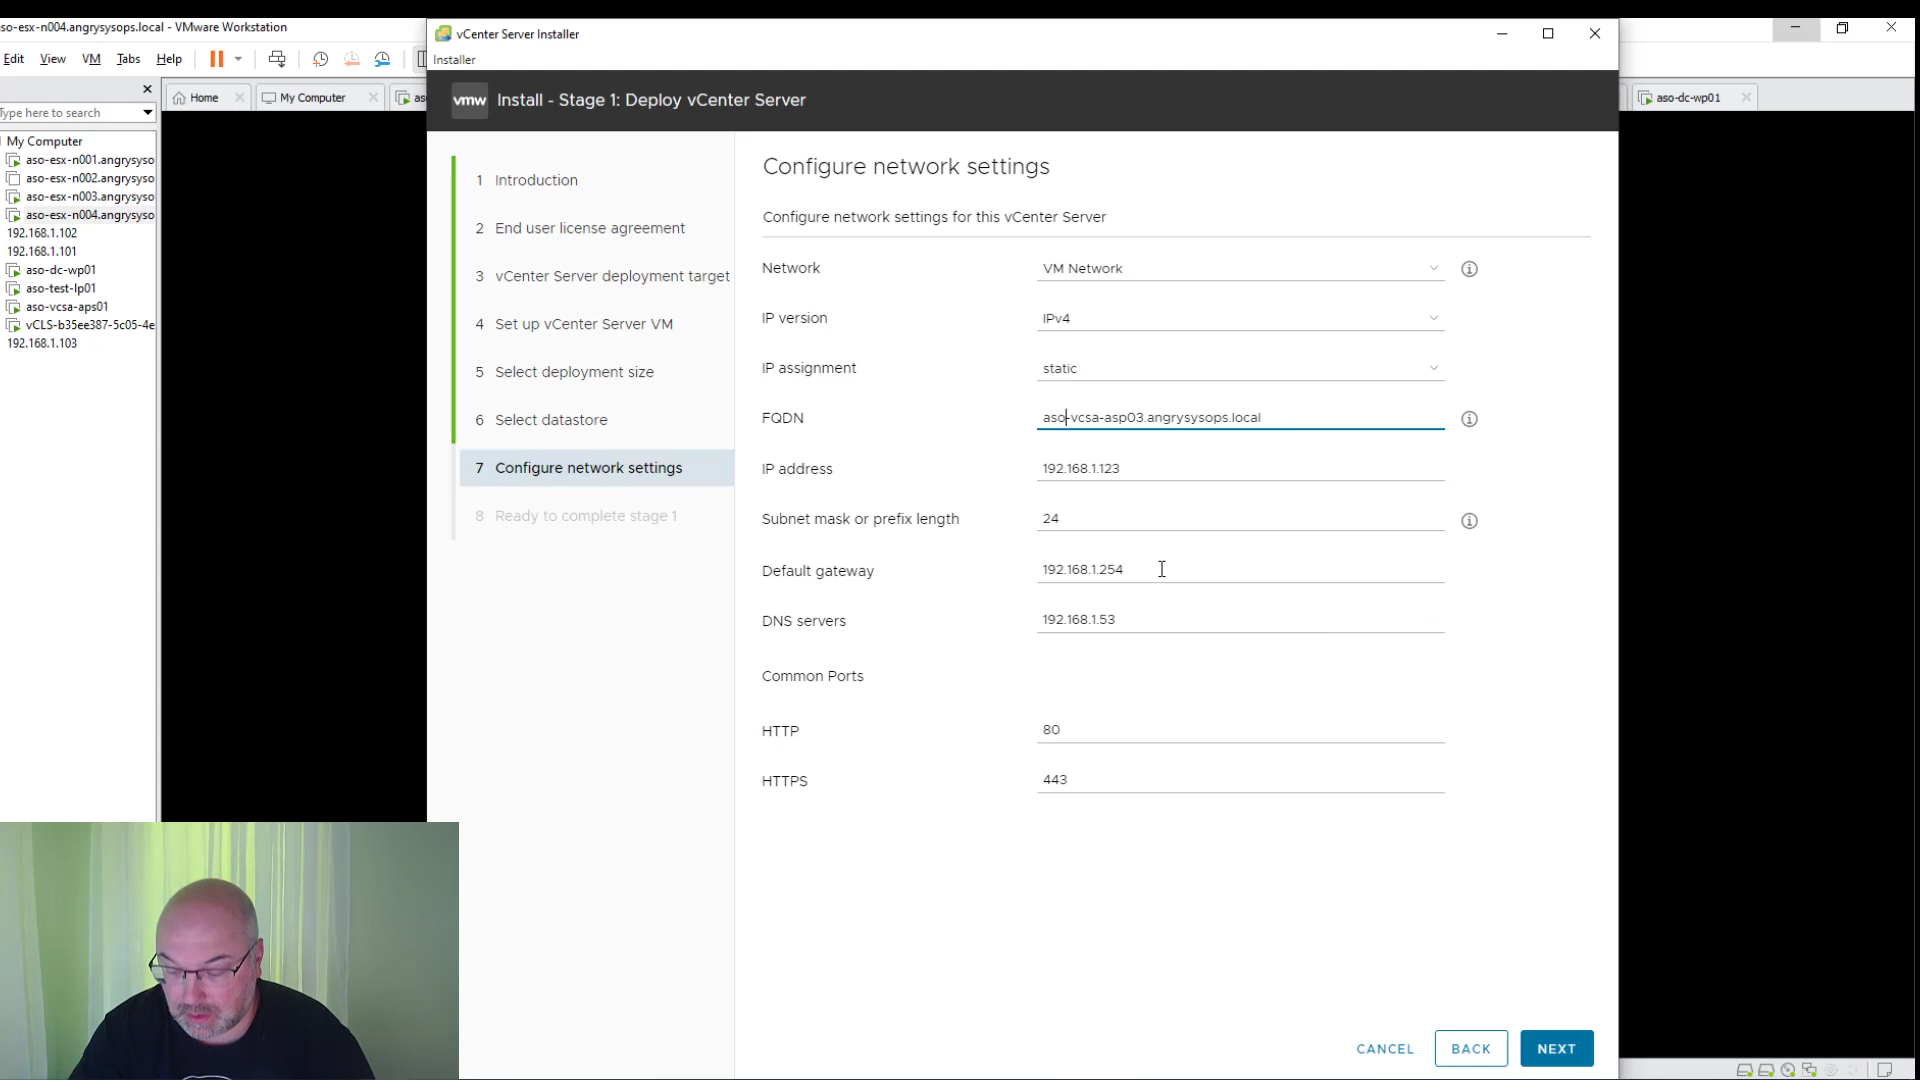 aso-esx-n004.angrysysops.local - VMware Workstation
Edit View VM Tabs Help
Type here to search
Home
My Computer
aso
aso-dc-wp01
My Computer
aso-esx-n001.angrysyso
aso-esx-n002.angrysyso
aso-esx-n003.angrysyso
aso-esx-n004.angrysyso
192.168.1.102
192.168.1.101
aso-dc-wp01
aso-test-lp01
aso-vcsa-aps01
vCLS-b35ee387-5c05-4e
192.168.1.103
vCenter Server Installer
Installer
vmw Install - Stage 1: Deploy vCenter Server
1 Introduction
2 End user license agreement
3 vCenter Server deployment target
4 Set up vCenter Server VM
5 Select deployment size
6 Select datastore
7 Configure network settings
8 Ready to complete stage 1
Configure network settings
Configure network settings for this vCenter Server
Network VM Network
IP version IPv4
IP assignment static
FQDN aso-vcsa-asp03.angrysysops.local
IP address 192.168.1.123
Subnet mask or prefix length 24
Default gateway 192.168.1.254
DNS servers 192.168.1.53
Common Ports
HTTP 80
HTTPS 443
CANCEL BACK NEXT